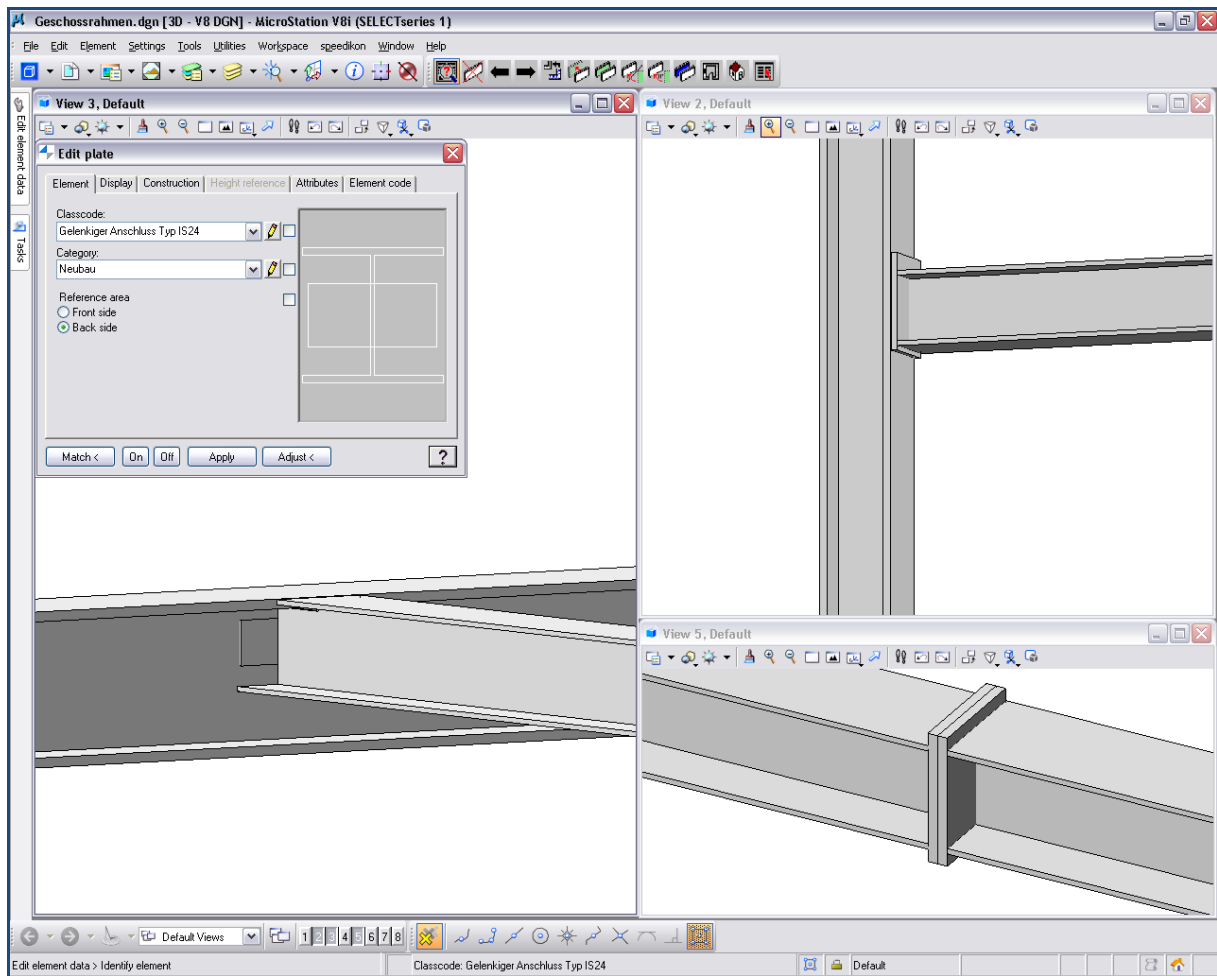 Geschossrahmen.dgn [3D - V8 DGN] - MicroStation V8i (SELECTseries 1)
File Edit Element Settings Tools Utilities Workspace speedikon Window Help
Edit element data
Tasks
View 3, Default
Edit plate
Element Display Construction Height reference Attributes Element code
Classcode:
Gelenkiger Anschluss Typ IS24
Category:
Neubau
Reference area
Front side
Back side
Match < On Off Apply Adjust < ?
View 2, Default
View 5, Default
Default Views 1 2 3 4 5 6 7 8
Edit element data > Identify element Classcode: Gelenkiger Anschluss Typ IS24 Default